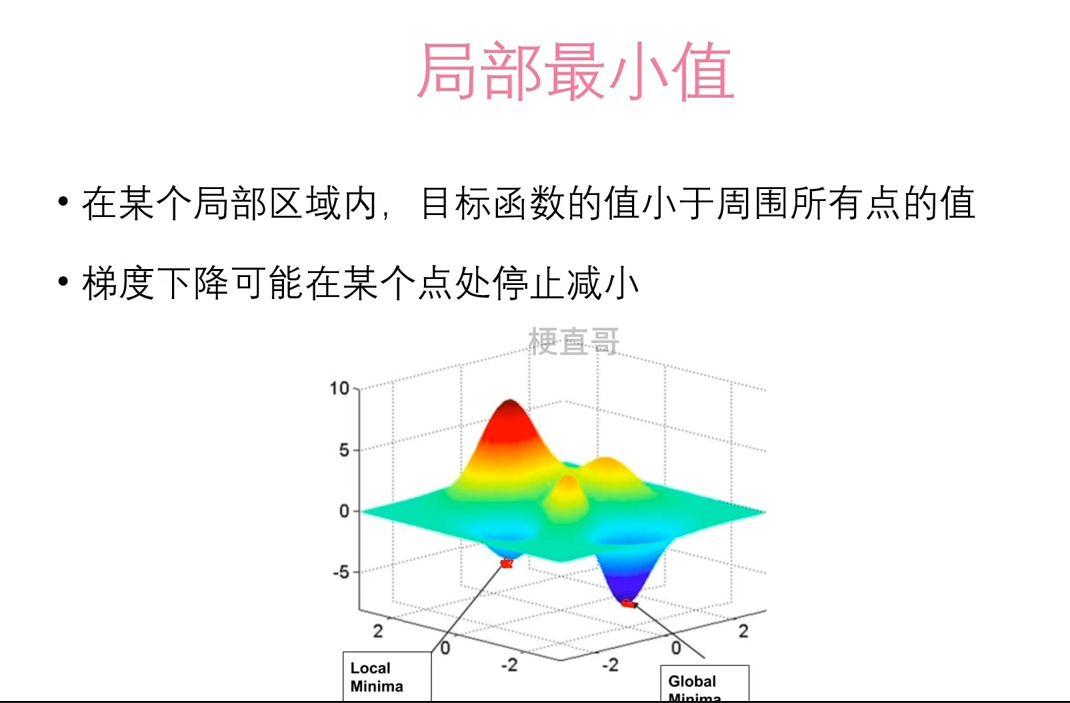 局部最小值
• 在某个局部区域内，目标函数的值小于周围所有点的值
• 梯度下降可能在某个点处停止减小
梗直哥
10
5
0
-5
2
0
-2
-2
0
2
Local
Minima
Global
Minima